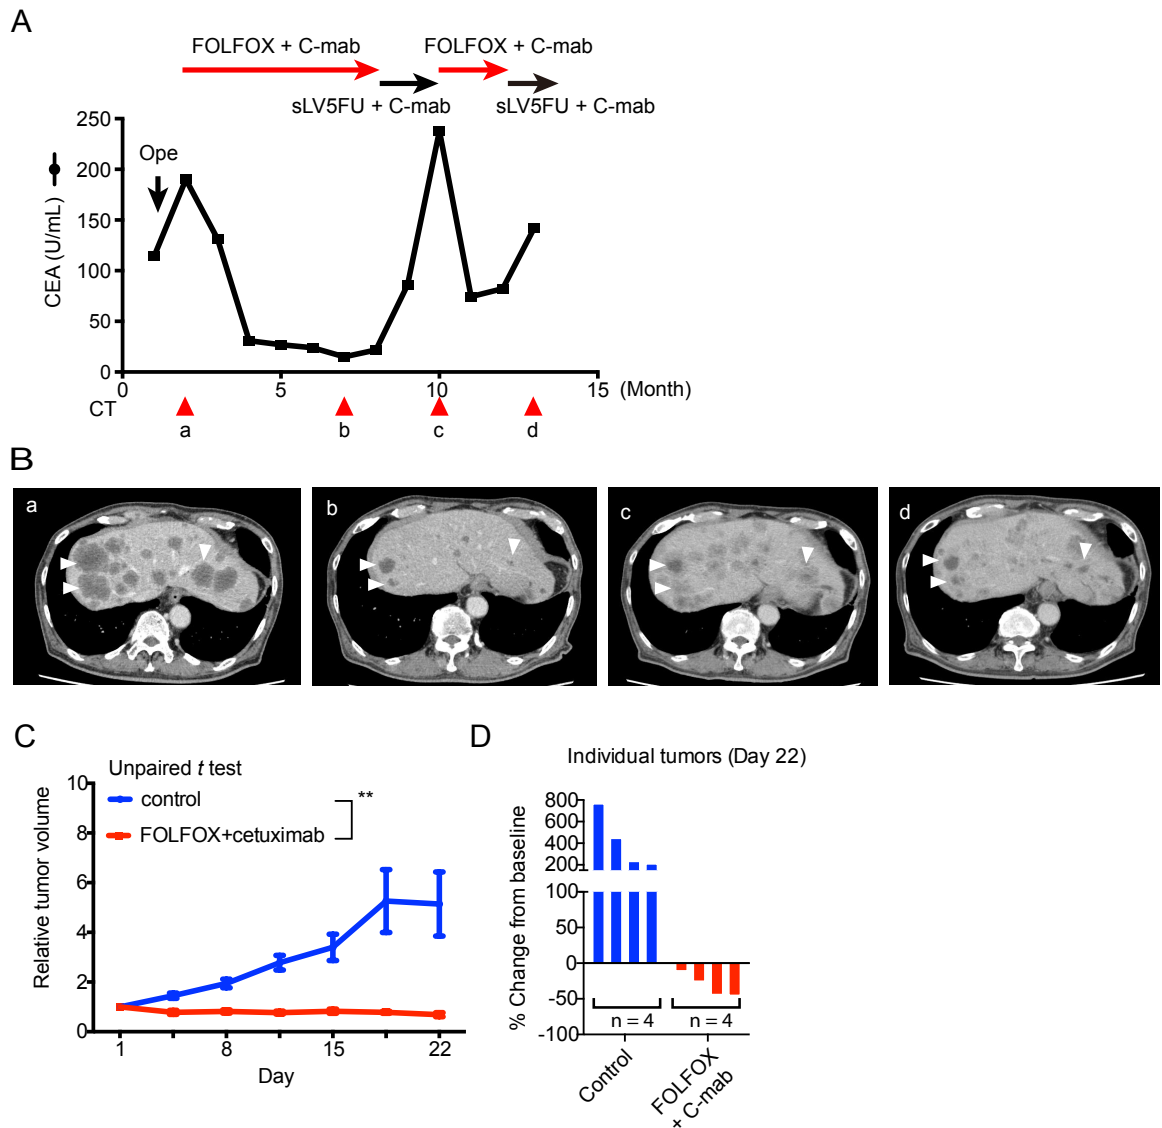 A
FOLFOX + C-mab
FOLFOX + C-mab
sLV5FU + C-mab
sLV5FU + C-mab
250
200
150
100
50
0
CEA (U/mL)
Ope
0
5
10
15
(Month)
CT
a
b
c
d
B
a
b
c
d
C
Unpaired t test
control
FOLFOX+cetuximab
**
10
8
6
4
2
0
Relative tumor volume
1
8
15
22
Day
D
Individual tumors (Day 22)
800
600
400
200
100
50
0
-50
-100
% Change from baseline
n = 4
n = 4
Control
FOLFOX
+ C-mab